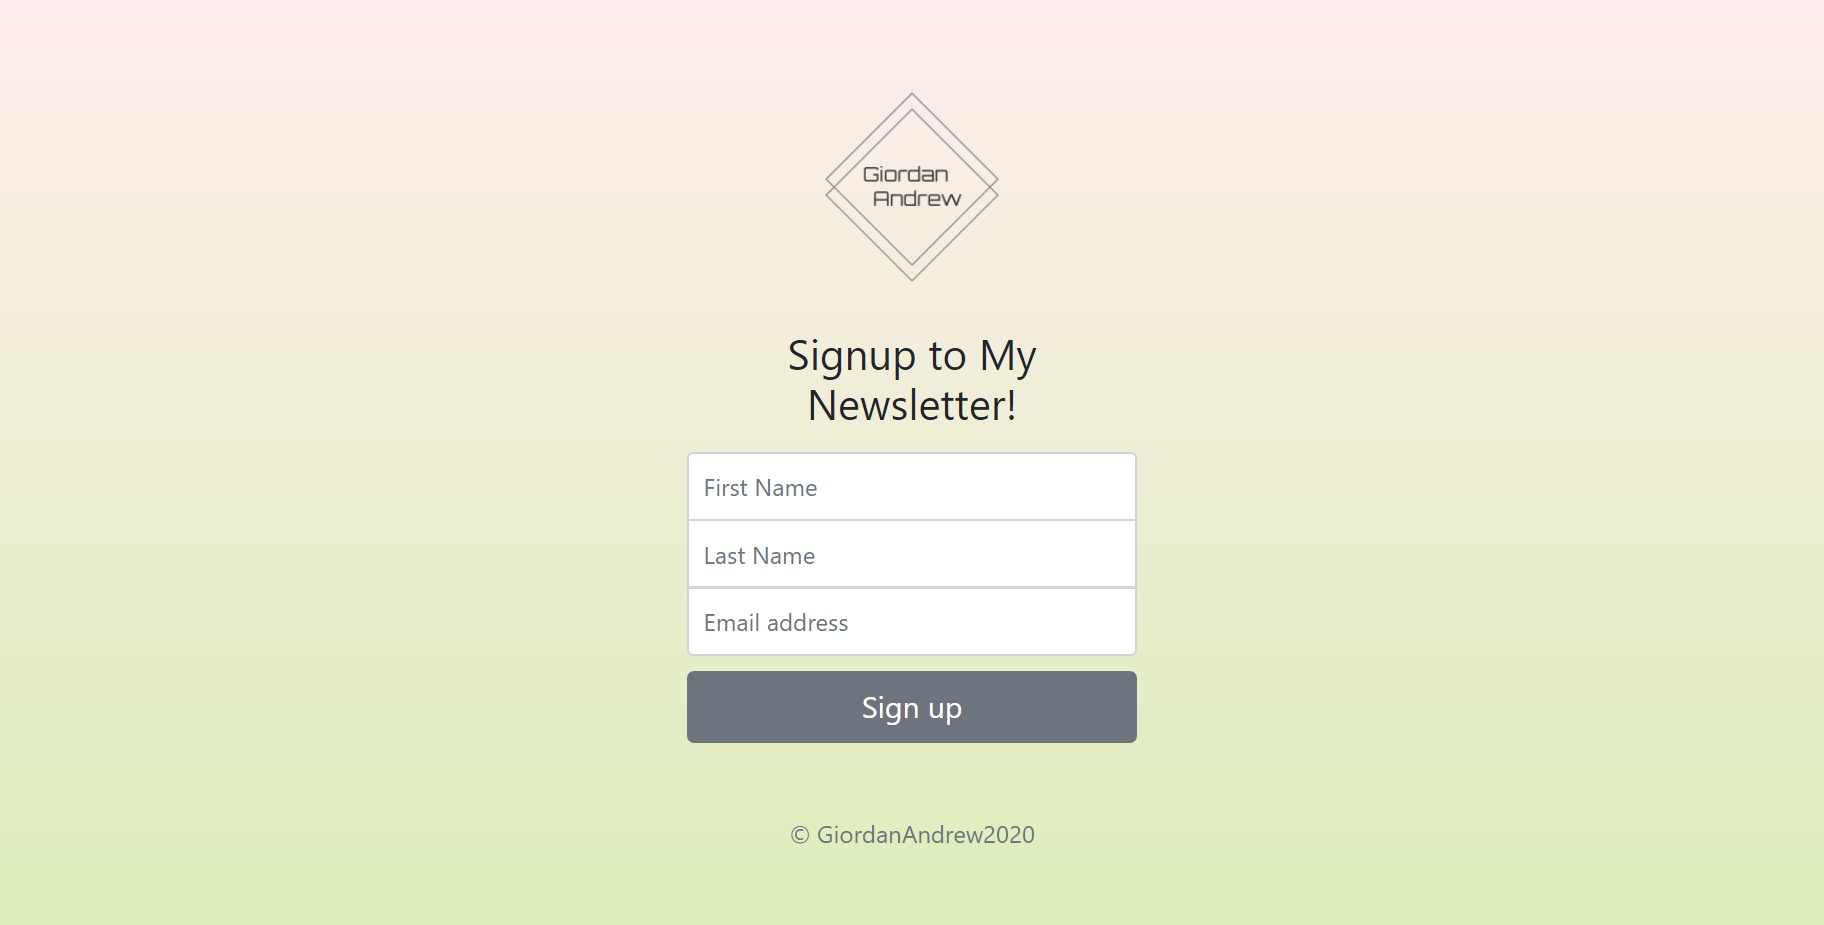 Giordan
Andrew
Signup to My
Newsletter!
First Name
Last Name
Email address
Sign up
© GiordanAndrew2020